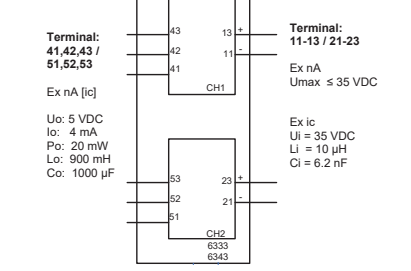 Terminal:
41,42,43 /
51,52,53
Ex nA [ic]
Uo: 5 VDC
Io: 4 mA
Po: 20 mW
Lo: 900 mH
Co: 1000 µF
43
42
41
13 +
11 -
CH1
53
52
51
23 +
21 -
CH2
6333
6343
Terminal:
11-13 / 21-23
Ex nA
Umax ≤ 35 VDC
Ex ic
Ui = 35 VDC
Li = 10 µH
Ci = 6.2 nF